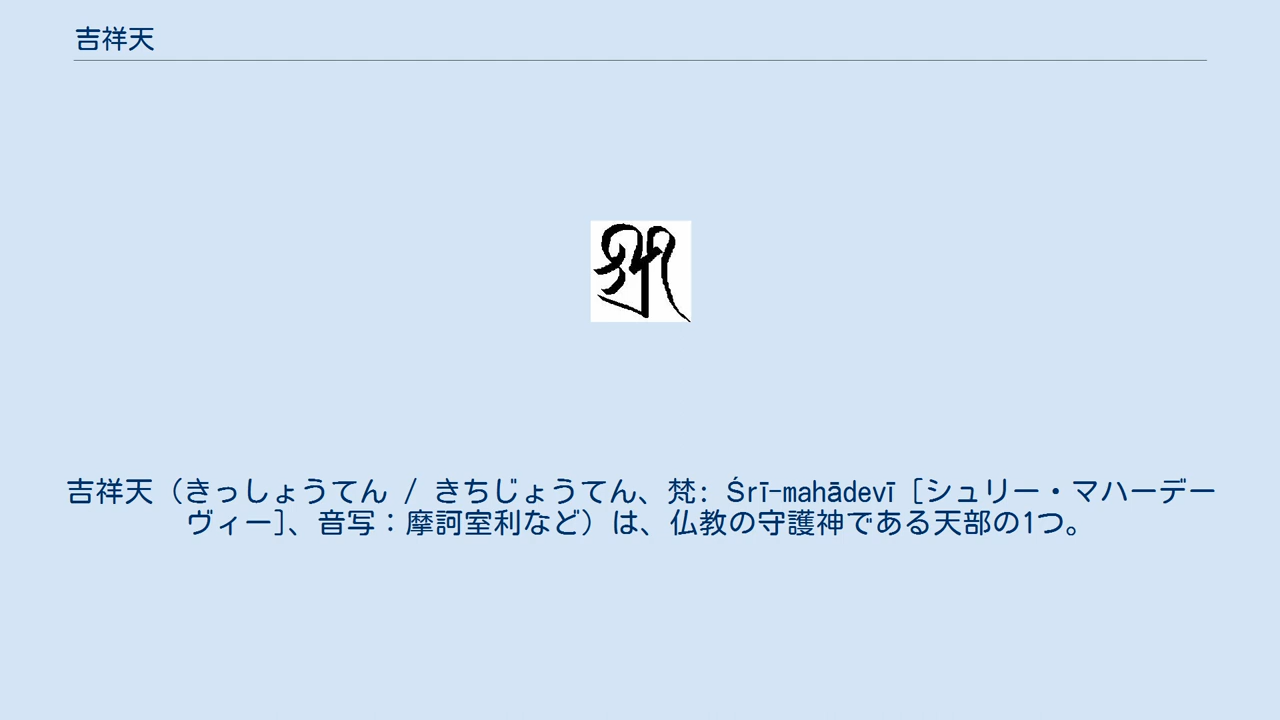 吉祥天
吉祥天（きっしょうてん / きちじょうてん、梵: Śrī-mahādevī [シュリー・マハーデー
ヴィー]、音写：摩訶室利など）は、仏教の守護神である天部の1つ。